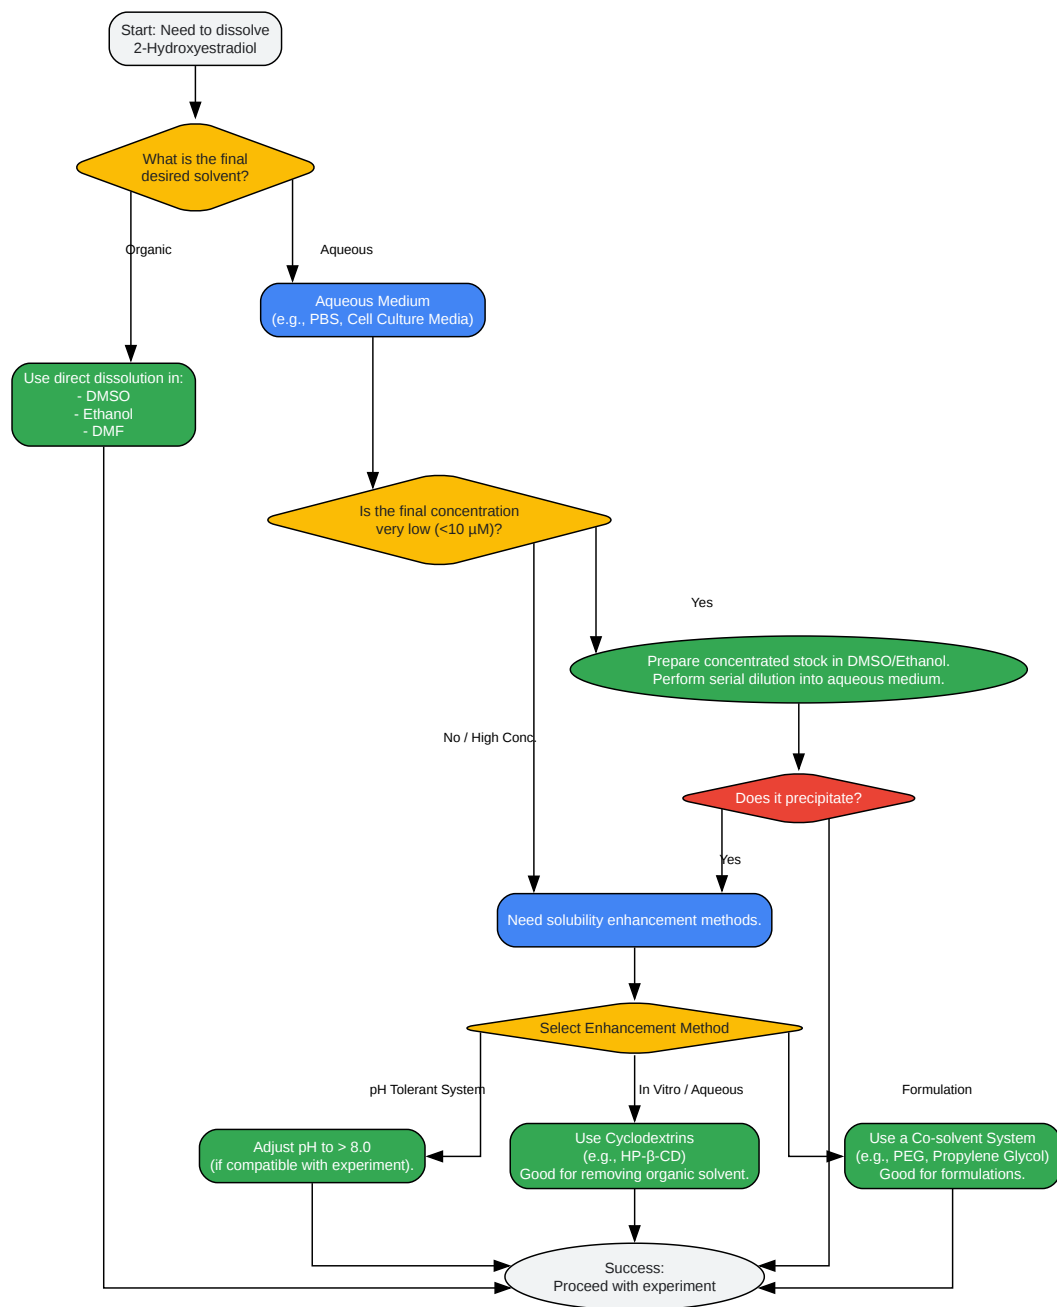 Start: Need to dissolve
2-Hydroxyestradiol
What is the final
desired solvent?
Organic
Aqueous
Aqueous Medium
(e.g., PBS, Cell Culture Media)
Use direct dissolution in:
- DMSO
- Ethanol
- DMF
Is the final concentration
very low (<10 µM)?
Yes
Prepare concentrated stock in DMSO/Ethanol.
Perform serial dilution into aqueous medium.
No / High Conc.
Does it precipitate?
Yes
Need solubility enhancement methods.
Select Enhancement Method
pH Tolerant System
In Vitro / Aqueous
Formulation
Adjust pH to > 8.0
(if compatible with experiment).
Use Cyclodextrins
(e.g., HP-β-CD)
Good for removing organic solvent.
Use a Co-solvent System
(e.g., PEG, Propylene Glycol)
Good for formulations.
Success:
Proceed with experiment